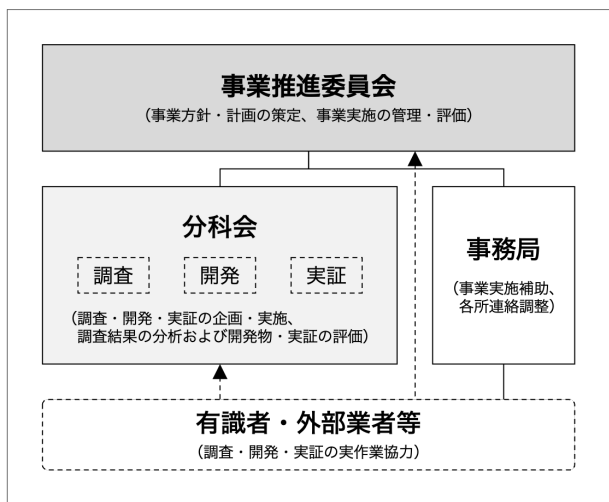 事業推進委員会
（事業方針・計画の策定、事業実施の管理・評価）
分科会
調査
開発
実証
（調査・開発・実証の企画・実施、
調査結果の分析および開発物・実証の評価）
事務局
（事業実施補助、
各所連絡調整）
有識者・外部業者等
（調査・開発・実証の実作業協力）